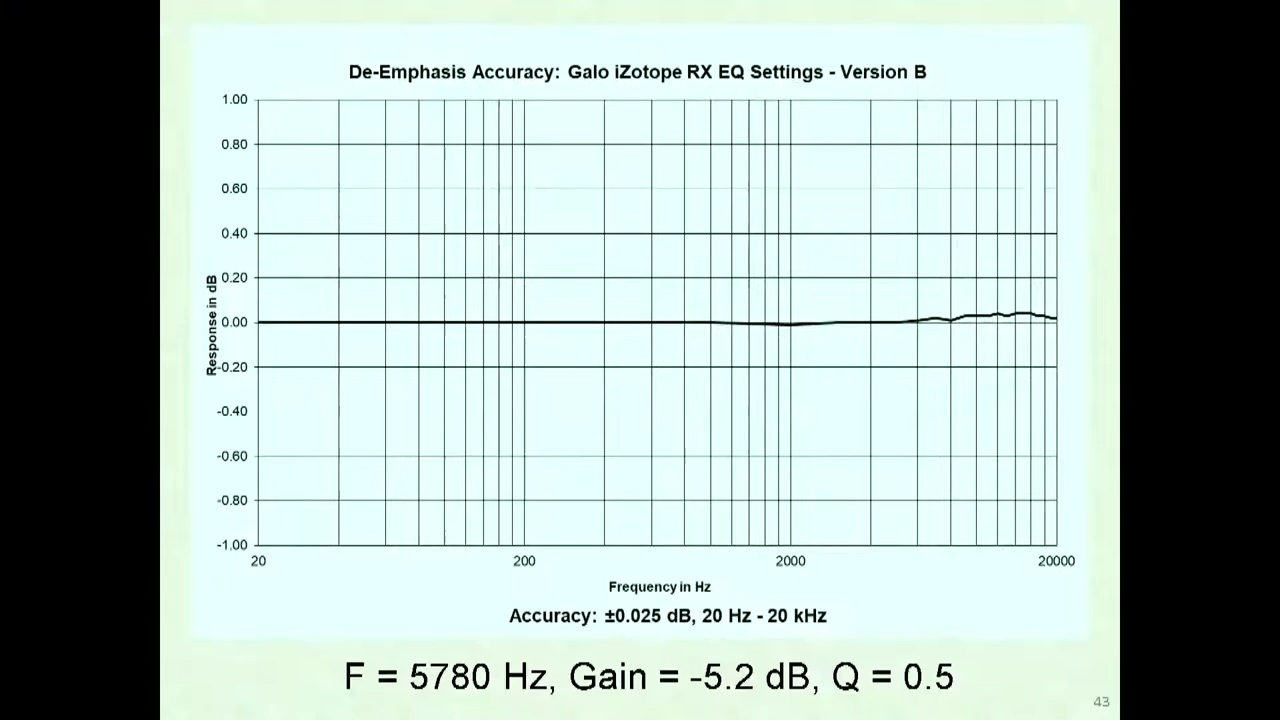 De-Emphasis Accuracy: Galo iZotope RX EQ Settings - Version B
1.00
0.80
0.60
0.40
0.20
0.00
-0.20
-0.40
-0.60
-0.80
-1.00
Response in dB
20 200 2000 20000
Frequency in Hz
Accuracy: ±0.025 dB, 20 Hz - 20 kHz
F = 5780 Hz, Gain = -5.2 dB, Q = 0.5
43